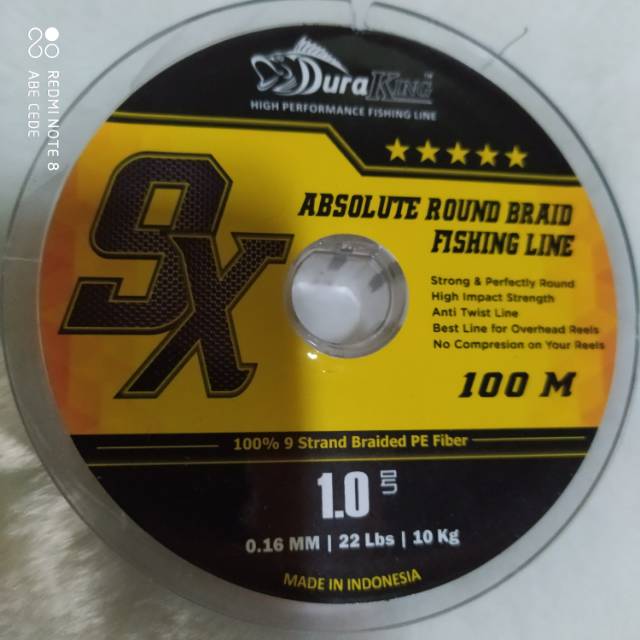 REDMI NOTE 8
ABE CEDE
DuraKing
HIGH PERFORMANCE FISHING LINE
9X
ABSOLUTE ROUND BRAID
FISHING LINE
Strong & Perfectly Round
High Impact Strength
Anti Twist Line
Best Line for Overhead Reels
No Compresion on Your Reels
100 M
100% 9 Strand Braided PE Fiber
1.0
0.16 MM | 22 Lbs | 10 Kg
MADE IN INDONESIA